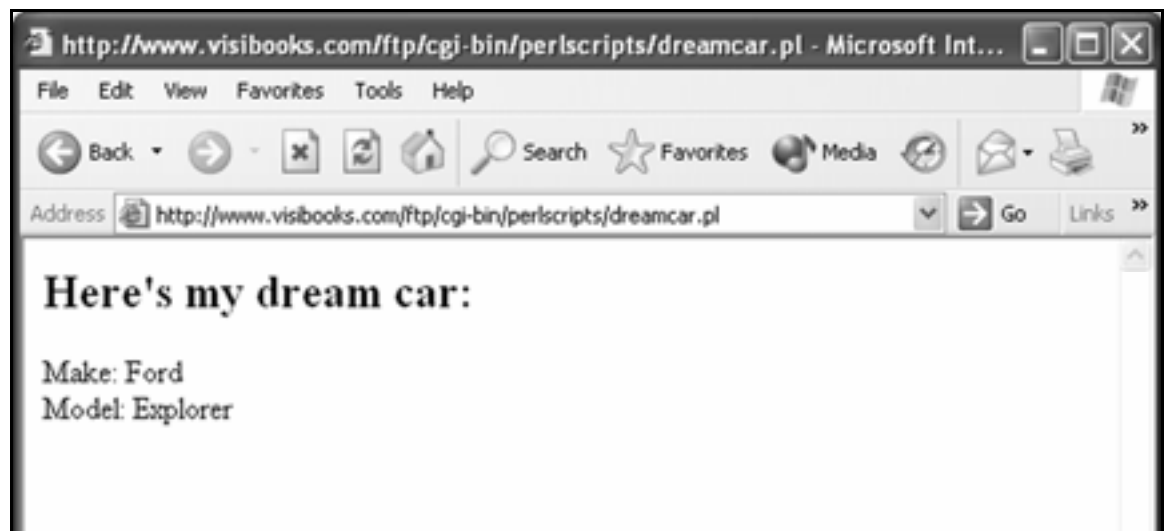 http://www.visibooks.com/ftp/cgi-bin/perlscripts/dreamcar.pl - Microsoft Int...
File Edit View Favorites Tools Help
Back Search Favorites Media »
Address http://www.visibooks.com/ftp/cgi-bin/perlscripts/dreamcar.pl Go Links »
Here's my dream car:
Make: Ford
Model: Explorer